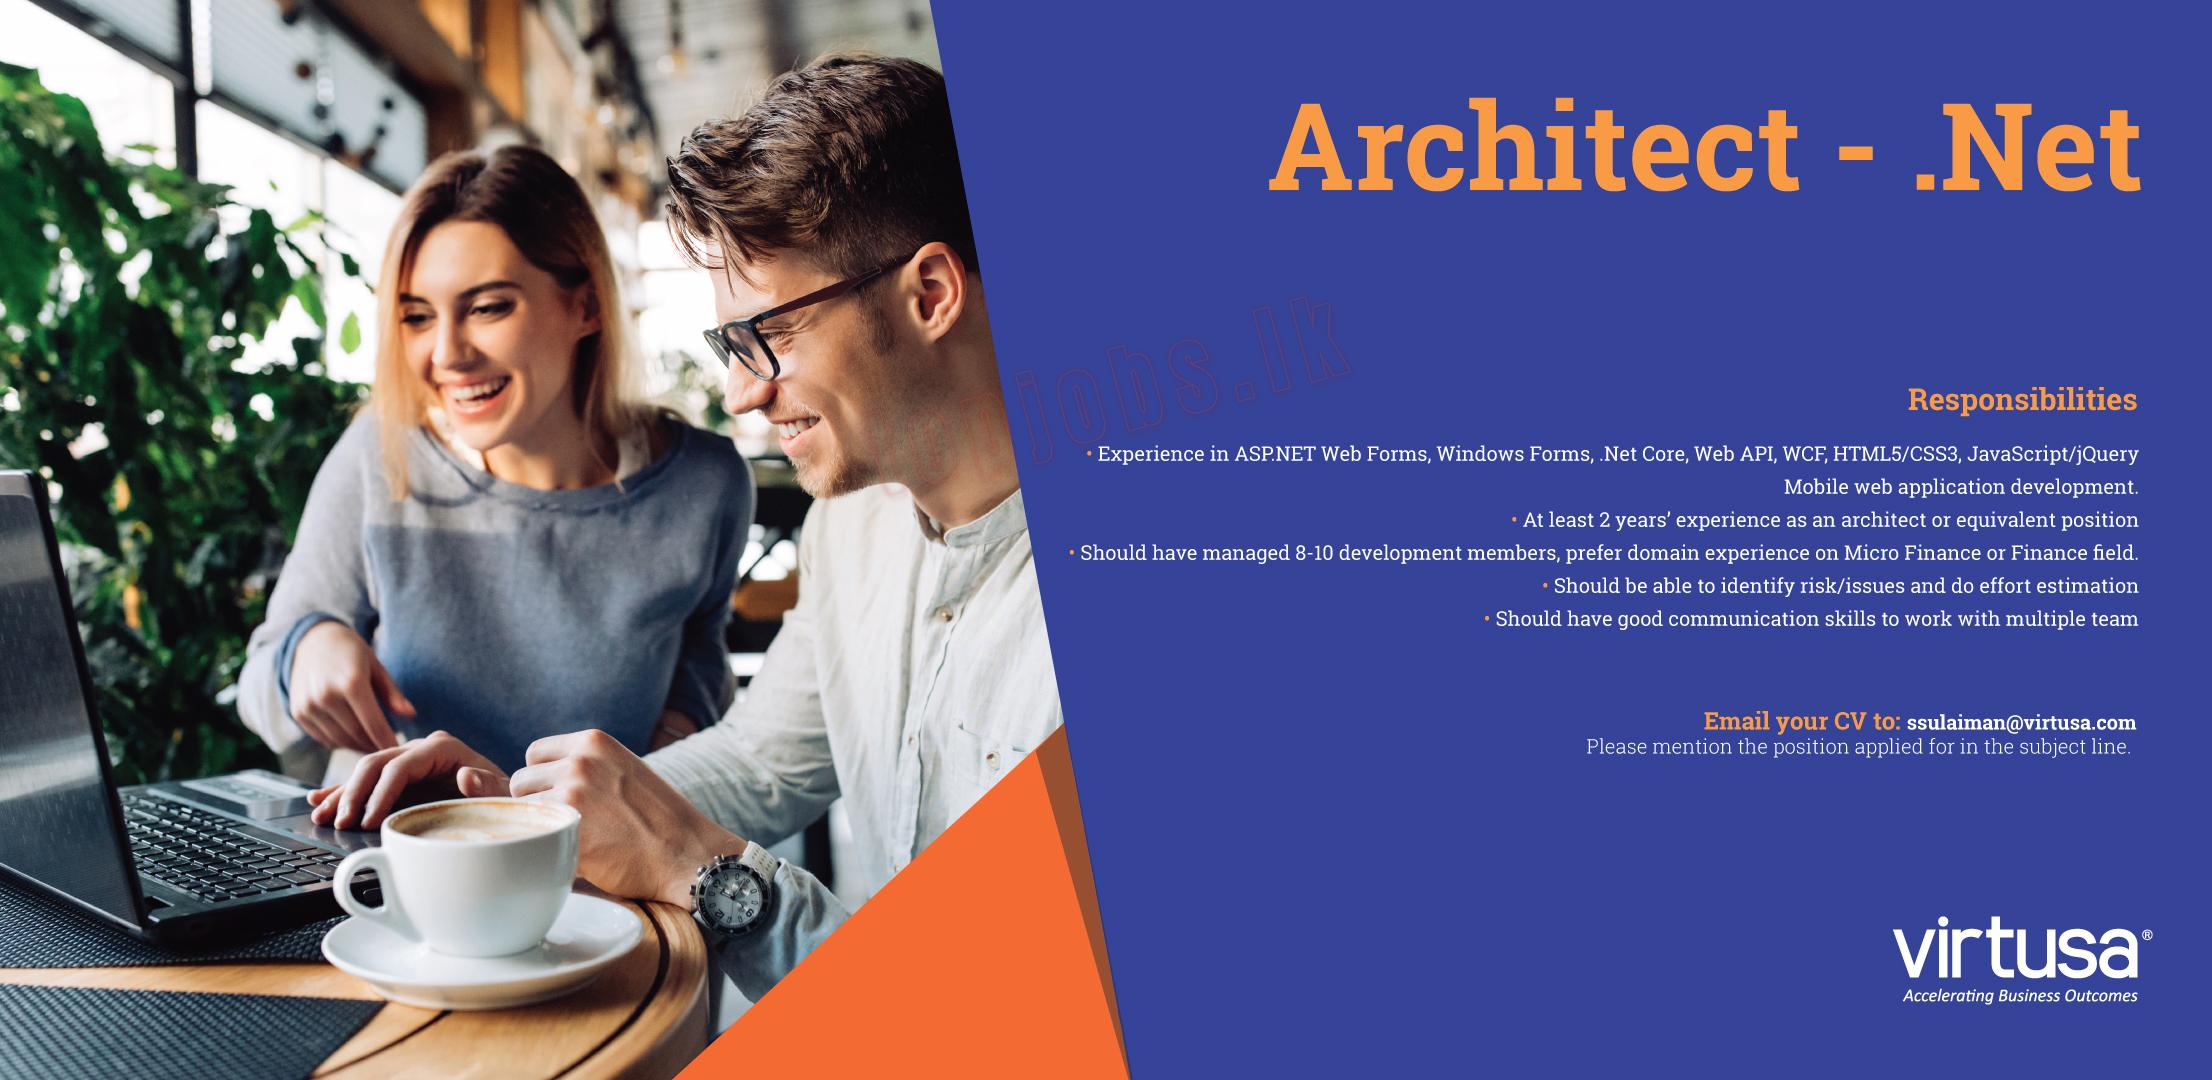 Architect - .Net
topjobs.lk
Responsibilities
• Experience in ASP.NET Web Forms, Windows Forms, .Net Core, Web API, WCF, HTML5/CSS3, JavaScript/jQuery
Mobile web application development.
• At least 2 years’ experience as an architect or equivalent position
• Should have managed 8-10 development members, prefer domain experience on Micro Finance or Finance field.
• Should be able to identify risk/issues and do effort estimation
• Should have good communication skills to work with multiple team
Email your CV to: ssulaiman@virtusa.com
Please mention the position applied for in the subject line.
virtusa®
Accelerating Business Outcomes